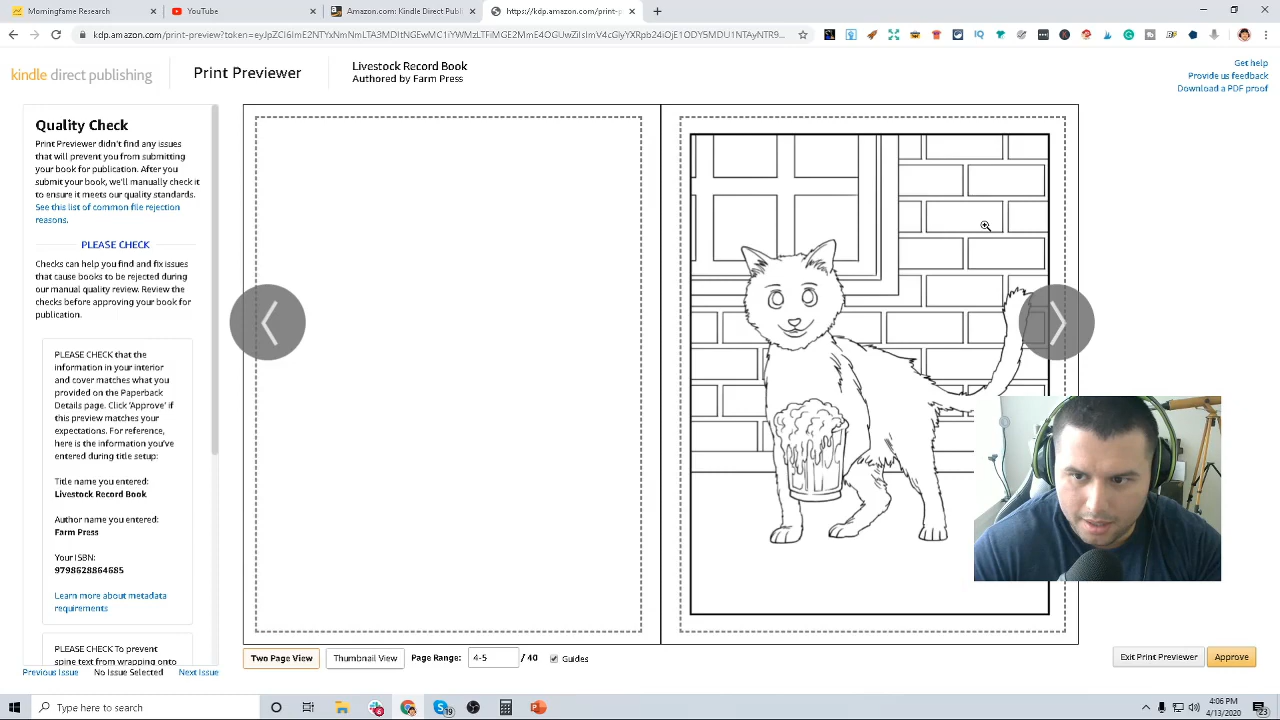 Morningfame Research
YouTube
Amazon.com: Kindle Direct Publis
https://kdp.amazon.com/print-p
kindle direct publishing
Print Previewer
Livestock Record Book
Authored by Farm Press
Get help
Provide us feedback
Download a PDF proof
Quality Check
Print Previewer didn't find any issues
that will prevent you from submitting
your book for publication. After you
submit your book, we'll manually check it
to ensure it meets our quality standards.
See this list of common file rejection
reasons.
PLEASE CHECK
Checks can help you find and fix issues
that cause books to be rejected during
our manual quality review. Review the
checks before approving your book for
publication.
PLEASE CHECK that the
information in your interior
and cover matches what you
provided on the Paperback
Details page. Click 'Approve' if
this preview matches your
expectations. For reference,
here is the information you've
entered during title setup:
Title name you entered:
Livestock Record Book
Author name you entered:
Farm Press
Your ISBN:
9798628864685
Learn more about metadata
requirements
PLEASE CHECK To prevent
spine text from wrapping onto
Previous Issue No Issue Selected Next Issue
Two Page View Thumbnail View Page Range: 4-5 / 40 Guides
Exit Print Previewer Approve
Type here to search
4:06 PM
4/13/2020